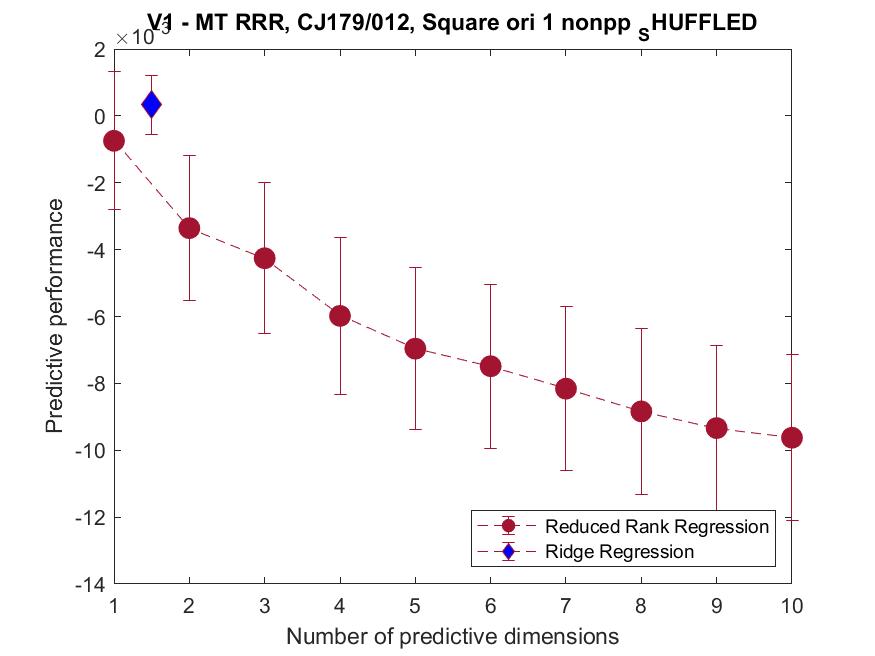 V1 - MT RRR, CJ179/012, Square ori 1 nonpp SHUFFLED
×10-3
2
0
-2
-4
-6
-8
-10
-12
-14
Predictive performance
Reduced Rank Regression
Ridge Regression
1 2 3 4 5 6 7 8 9 10
Number of predictive dimensions